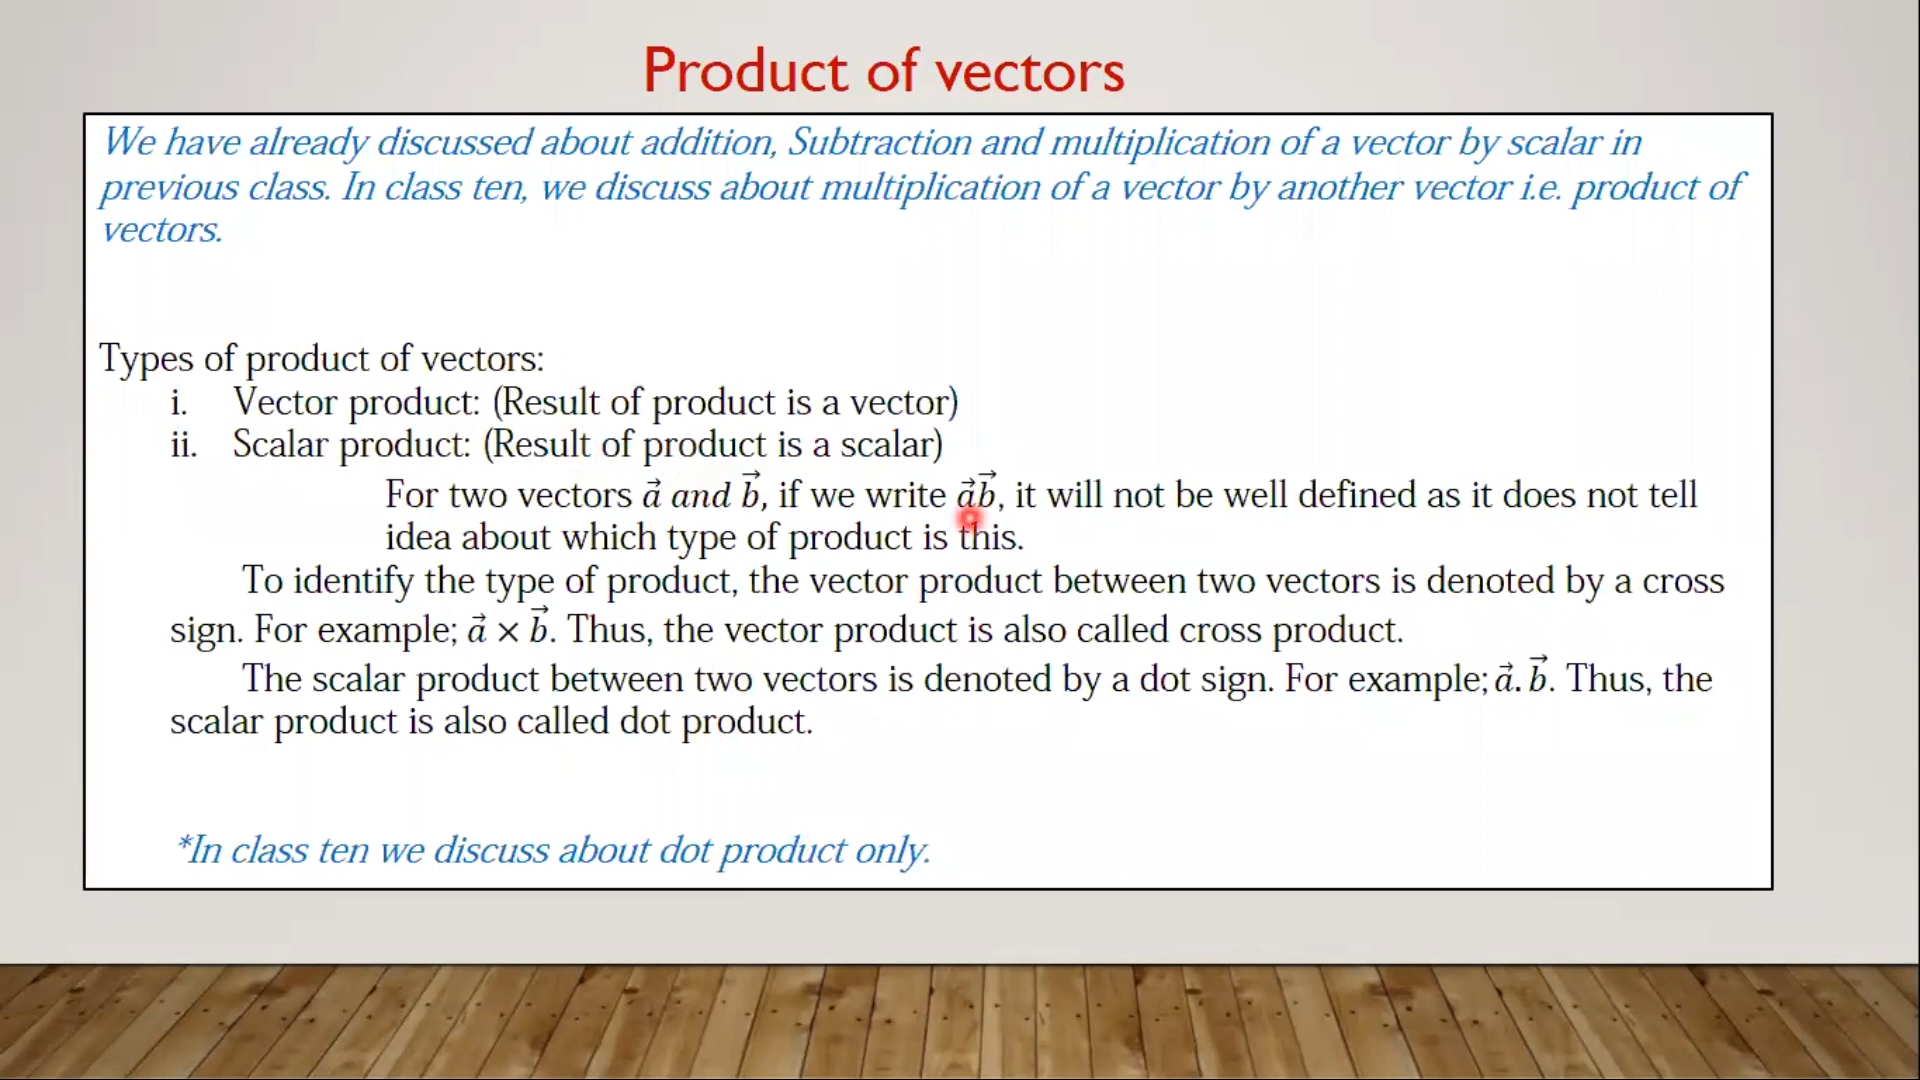 Product of vectors
We have already discussed about addition, Subtraction and multiplication of a vector by scalar in
previous class. In class ten, we discuss about multiplication of a vector by another vector i.e. product of
vectors.
Types of product of vectors:
i. Vector product: (Result of product is a vector)
ii. Scalar product: (Result of product is a scalar)
For two vectors a⃗ and b⃗, if we write a⃗b⃗, it will not be well defined as it does not tell
idea about which type of product is this.
To identify the type of product, the vector product between two vectors is denoted by a cross
sign. For example; a⃗ × b⃗. Thus, the vector product is also called cross product.
The scalar product between two vectors is denoted by a dot sign. For example; a⃗. b⃗. Thus, the
scalar product is also called dot product.
*In class ten we discuss about dot product only.